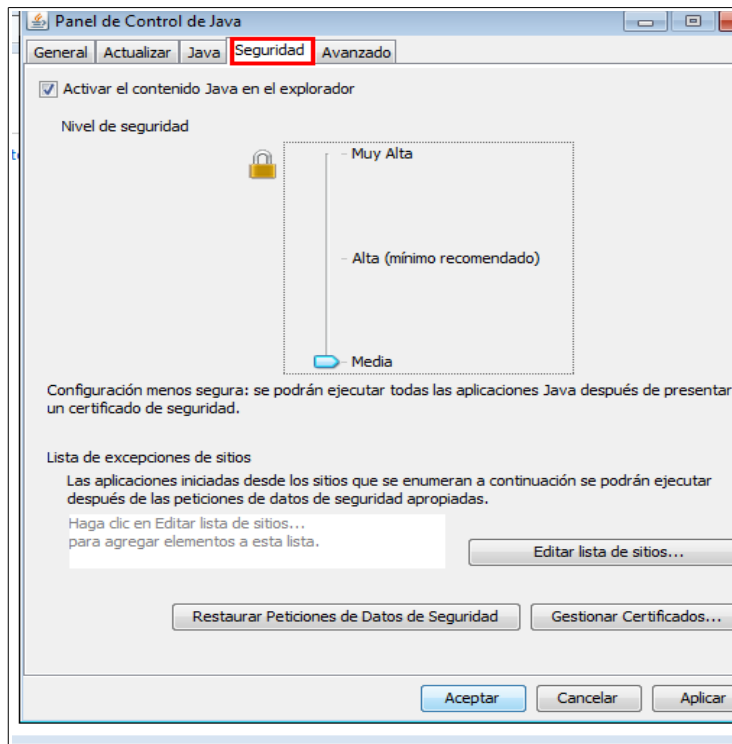 Panel de Control de Java
General Actualizar Java Seguridad Avanzado
Activar el contenido Java en el explorador
Nivel de seguridad
Muy Alta
Alta (mínimo recomendado)
Media
Configuración menos segura: se podrán ejecutar todas las aplicaciones Java después de presentar
un certificado de seguridad.
Lista de excepciones de sitios
Las aplicaciones iniciadas desde los sitios que se enumeran a continuación se podrán ejecutar
después de las peticiones de datos de seguridad apropiadas.
Haga clic en Editar lista de sitios...
para agregar elementos a esta lista.
Editar lista de sitios...
Restaurar Peticiones de Datos de Seguridad Gestionar Certificados...
Aceptar Cancelar Aplicar